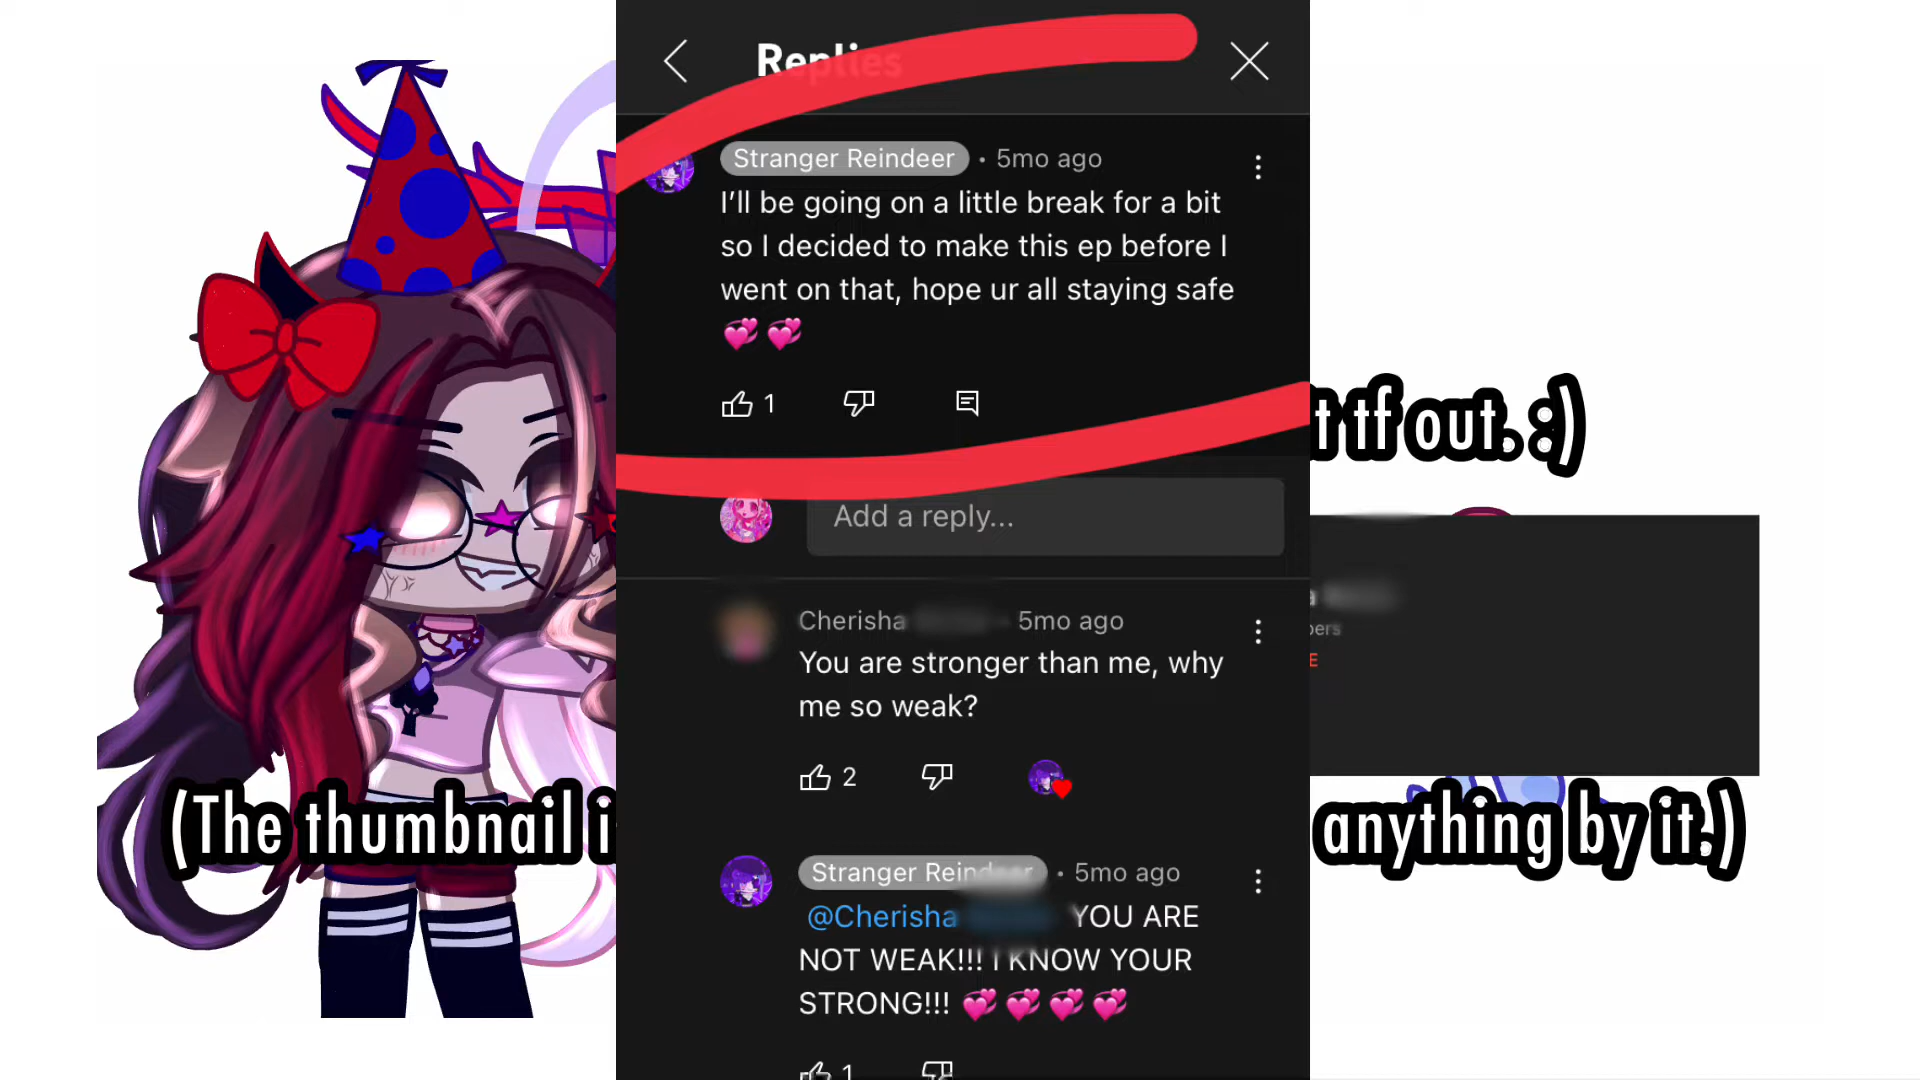 Replies
Stranger Reindeer • 5mo ago
I’ll be going on a little break for a bit
so I decided to make this ep before I
went on that, hope ur all staying safe
💞💞
1
t tf out. :)
Add a reply...
Cherisha • 5mo ago
You are stronger than me, why
me so weak?
2
(The thumbnail i
anything by it.)
Stranger Reindeer • 5mo ago
@Cherisha YOU ARE
NOT WEAK!!! I KNOW YOUR
STRONG!!! 💞💞💞💞
1